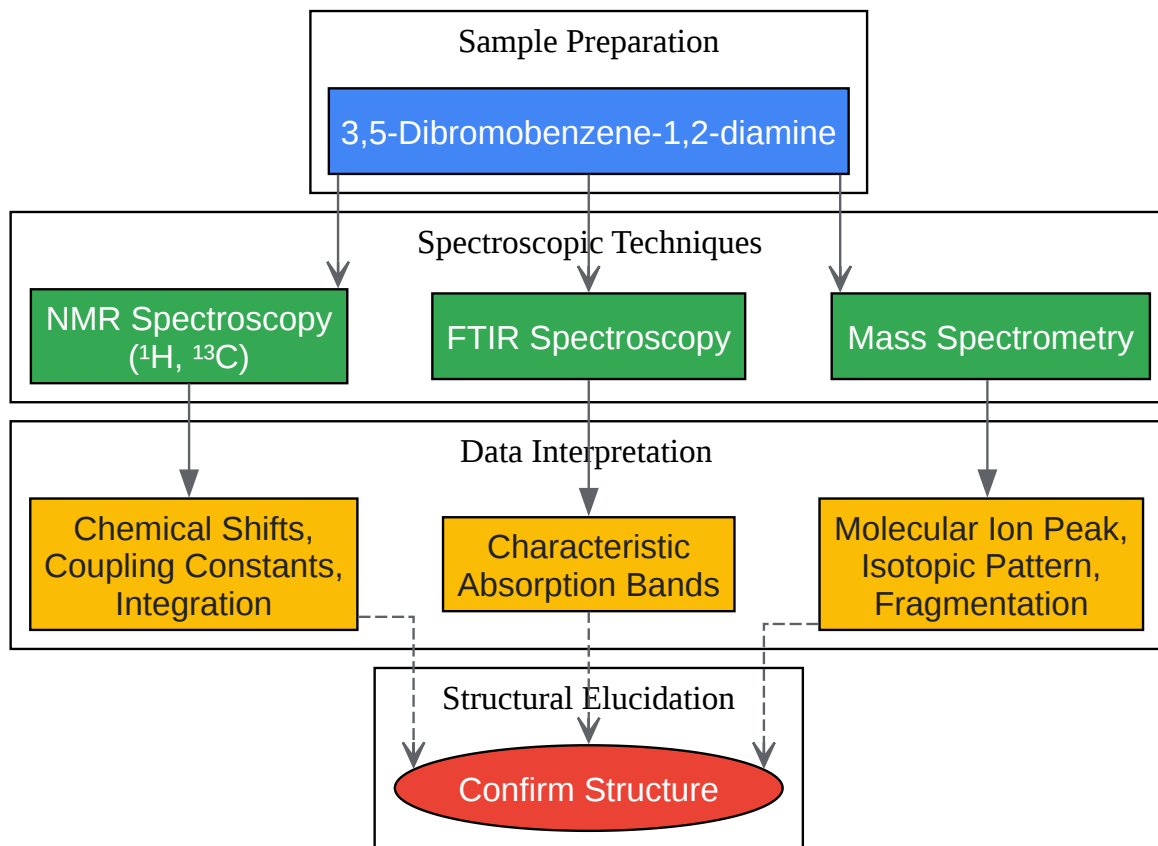 Sample Preparation
3,5-Dibromobenzene-1,2-diamine
Spectroscopic Techniques
NMR Spectroscopy
(¹H, ¹³C)
FTIR Spectroscopy
Mass Spectrometry
Data Interpretation
Chemical Shifts,
Coupling Constants,
Integration
Characteristic
Absorption Bands
Molecular Ion Peak,
Isotopic Pattern,
Fragmentation
Structural Elucidation
Confirm Structure